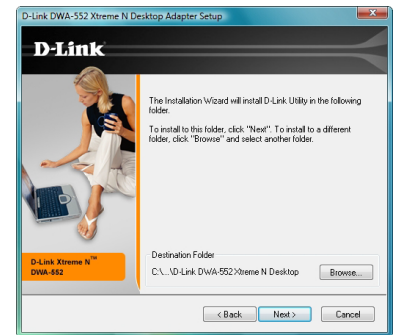 D-Link DWA-552 Xtreme N Desktop Adapter Setup
D-Link
The Installation Wizard will install D-Link Utility in the following
folder.
To install to this folder, click "Next". To install to a different
folder, click "Browse" and select another folder.
D-Link Xtreme N™
DWA-552
Destination Folder
C:\...\D-Link DWA-552 Xtreme N Desktop
Browse...
< Back
Next >
Cancel